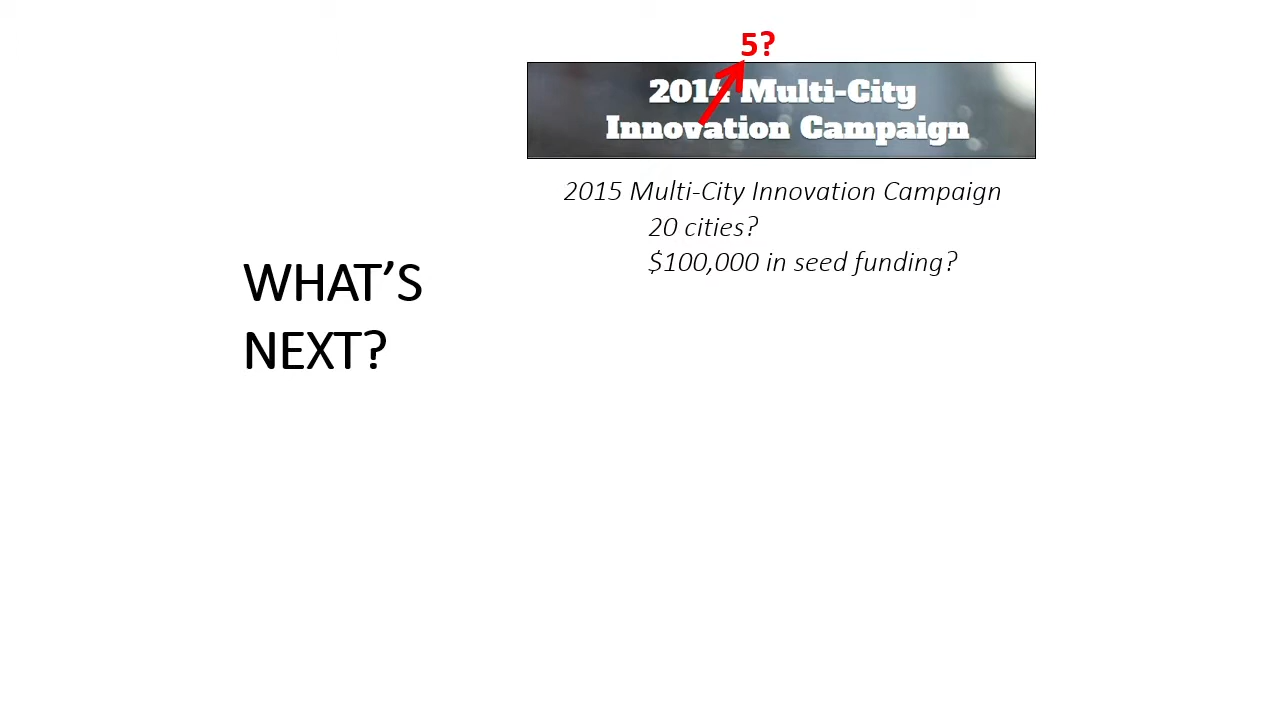 5?
2014 Multi-City
Innovation Campaign
2015 Multi-City Innovation Campaign
20 cities?
$100,000 in seed funding?
WHAT’S
NEXT?